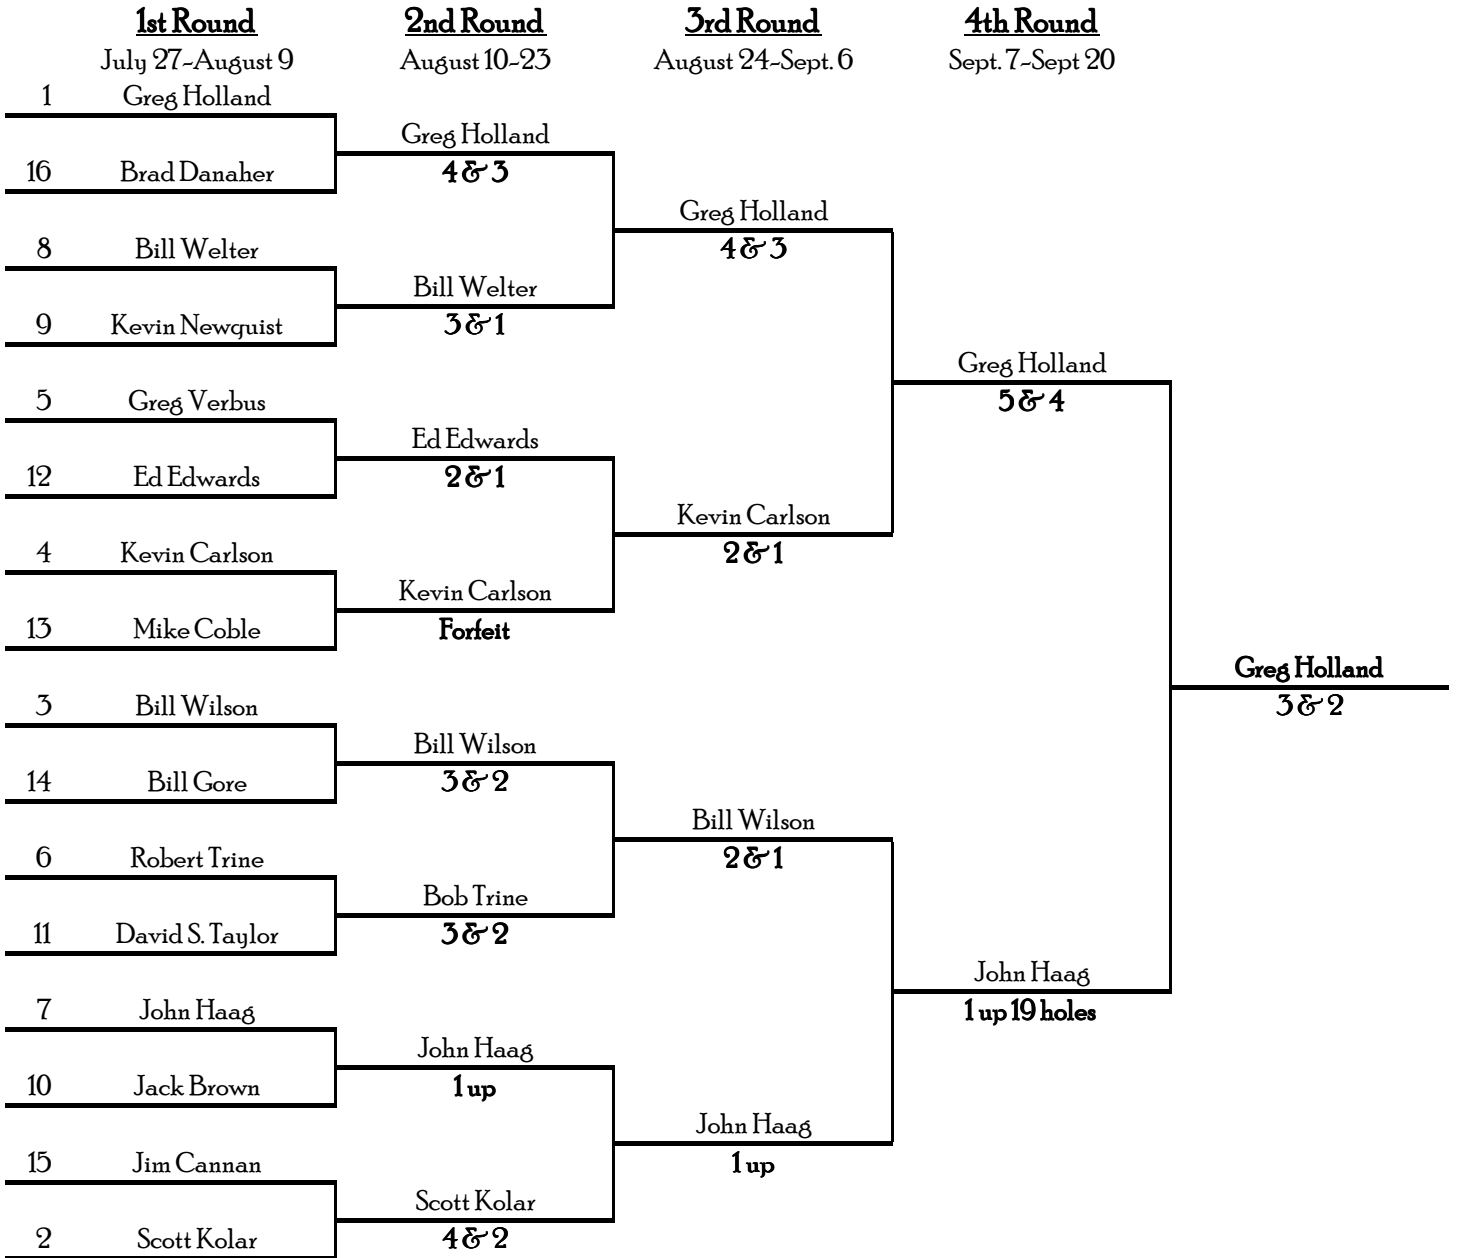 1st Round 2nd Round 3rd Round 4th Round
July 27-August 9 August 10-23 August 24-Sept. 6 Sept. 7-Sept 20
1 Greg Holland
Greg Holland
16 Brad Danaher 4 & 3
Greg Holland
8 Bill Welter 4 & 3
Bill Welter
9 Kevin Newquist 3 & 1
Greg Holland
5 Greg Verbus 5 & 4
Ed Edwards
12 Ed Edwards 2 & 1
Kevin Carlson
4 Kevin Carlson 2 & 1
Kevin Carlson
13 Mike Coble Forfeit
Greg Holland
3 Bill Wilson 3 & 2
Bill Wilson
14 Bill Gore 3 & 2
Bill Wilson
6 Robert Trine 2 & 1
Bob Trine
11 David S. Taylor 3 & 2
John Haag
7 John Haag 1 up 19 holes
John Haag
10 Jack Brown 1 up
John Haag
15 Jim Cannan 1 up
Scott Kolar
2 Scott Kolar 4 & 2